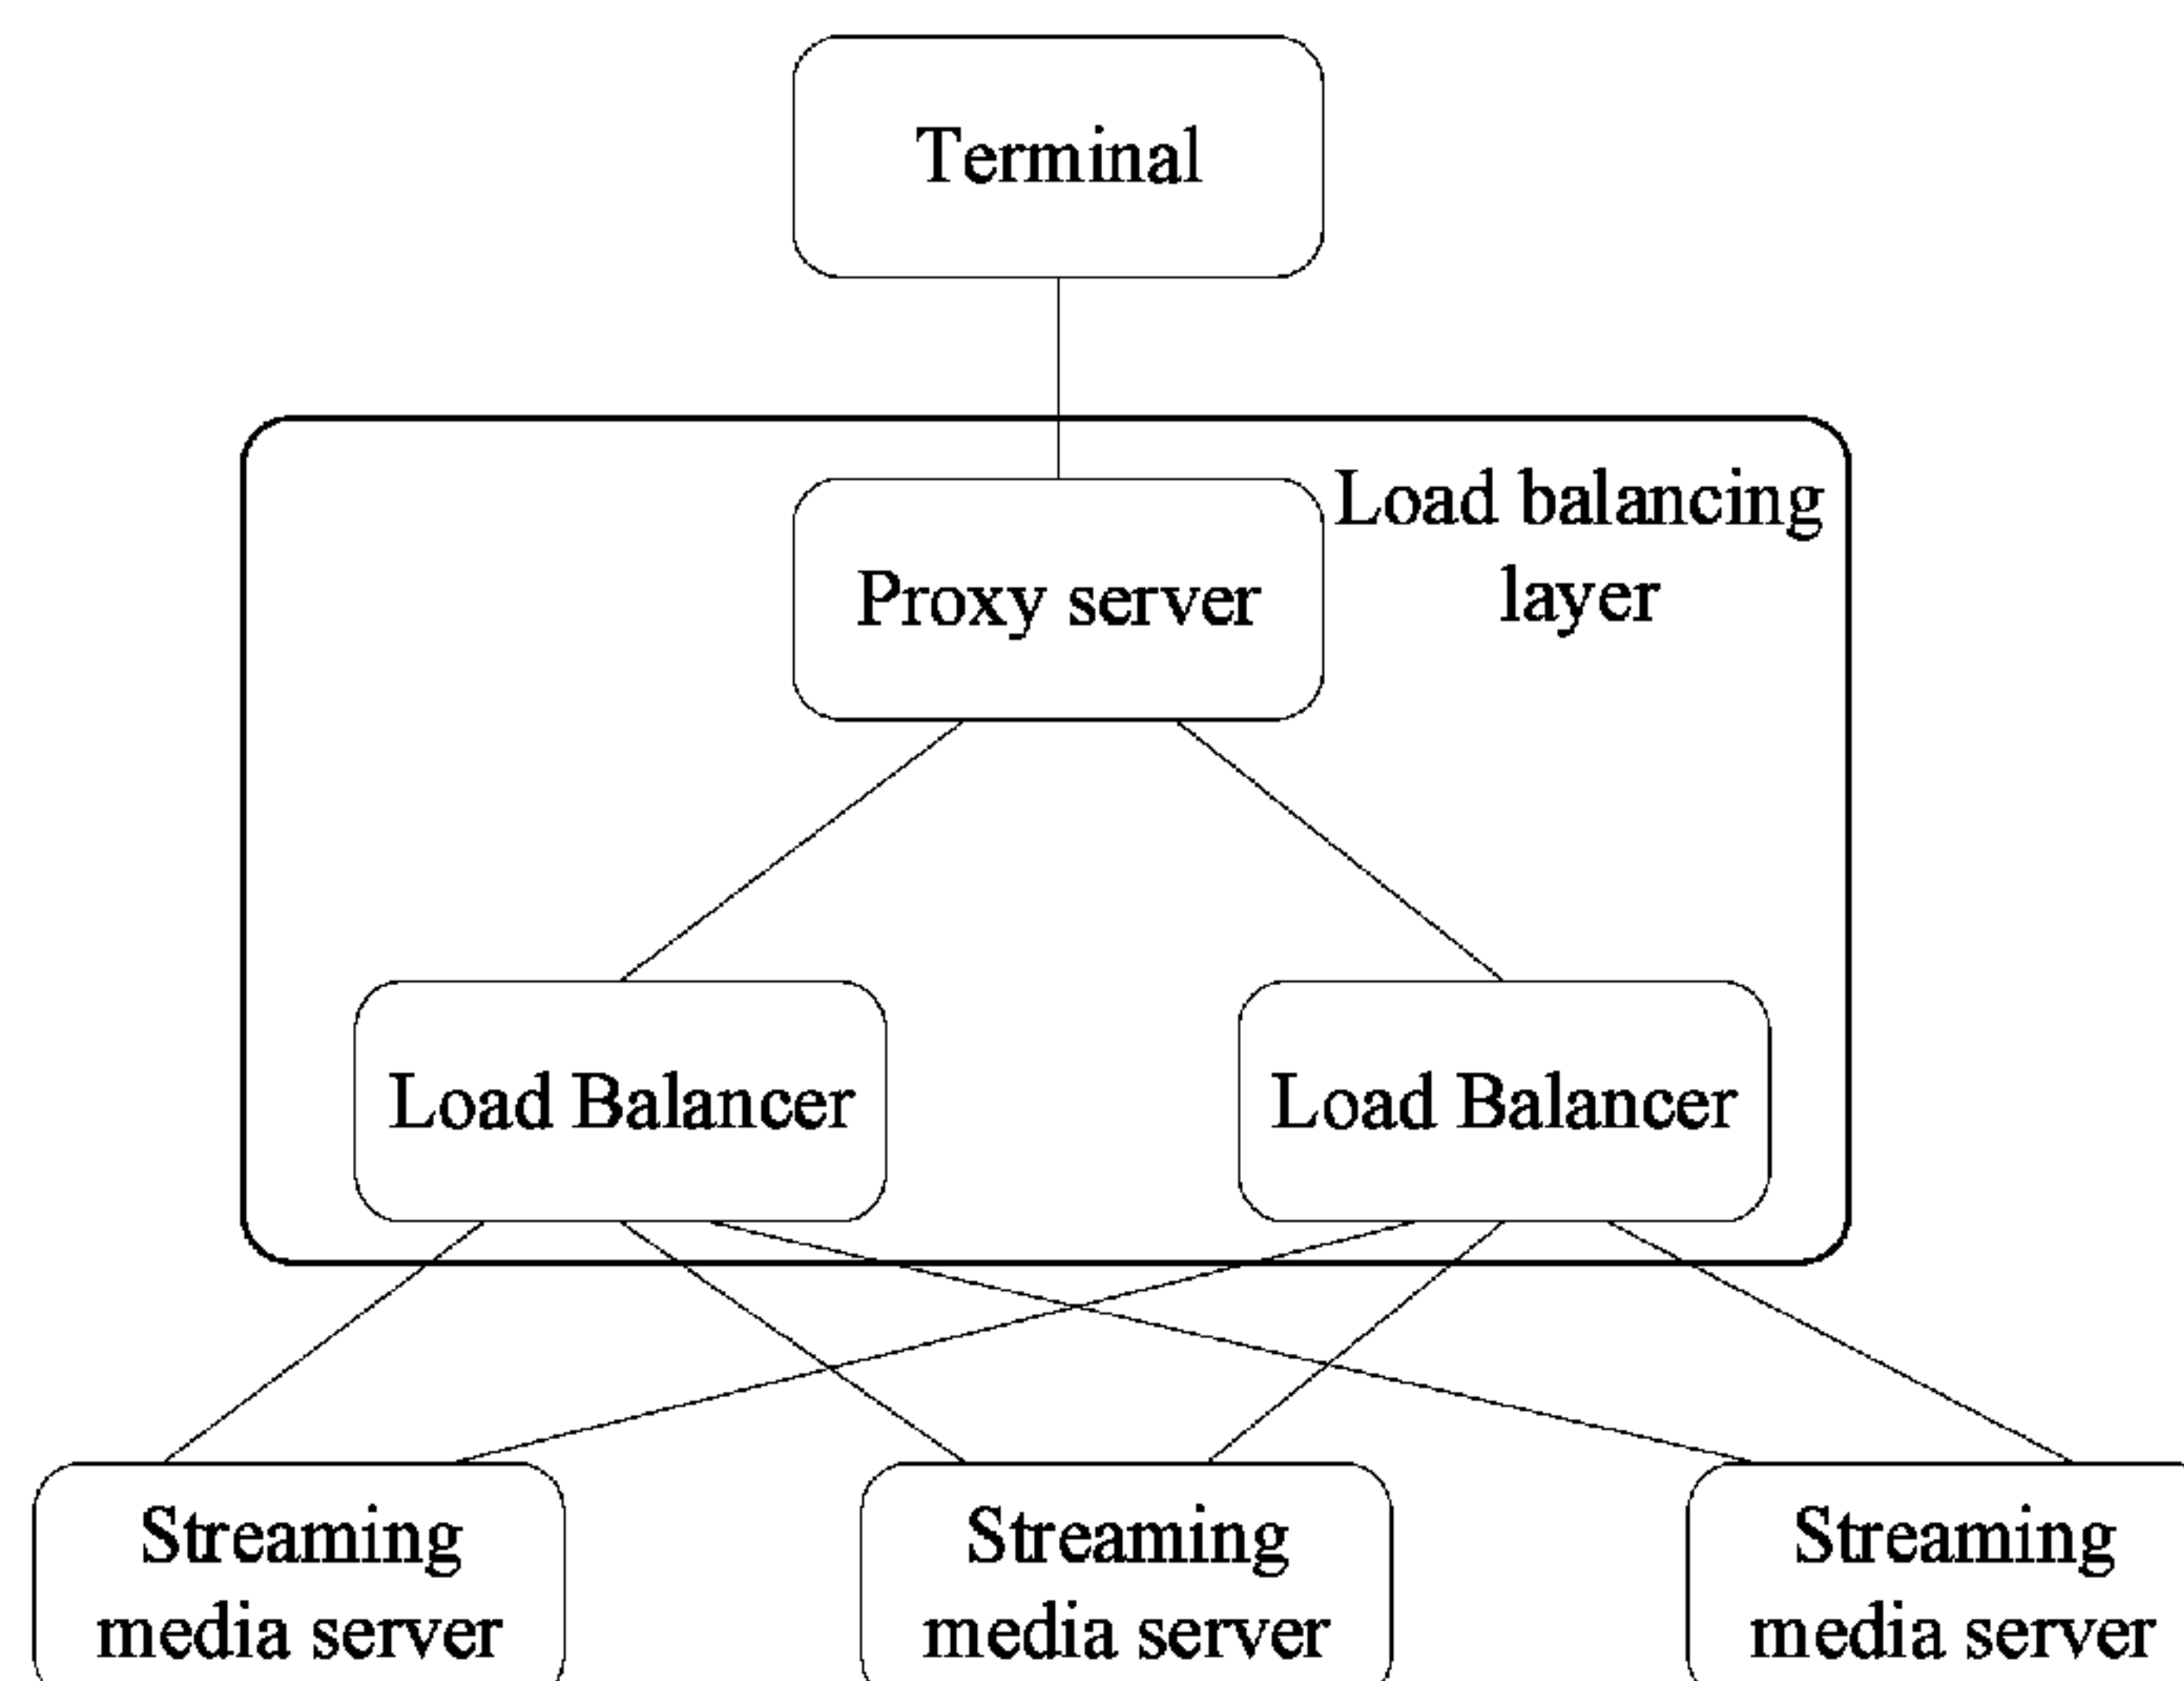 Terminal
Load balancing
layer
Proxy server
Load Balancer
Load Balancer
Streaming
media server
Streaming
media server
Streaming
media server